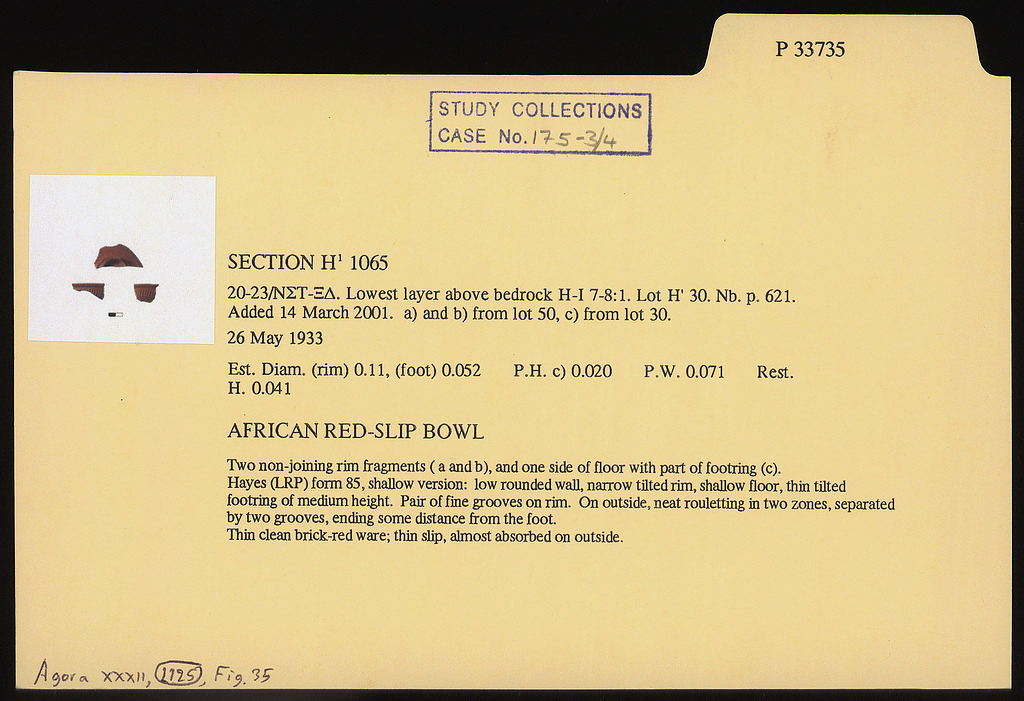 P 33735
STUDY COLLECTIONS
CASE No. 175-3/4
SECTION H¹ 1065
20-23/ΝΣΤ-ΞΔ. Lowest layer above bedrock H-I 7-8:1. Lot H' 30. Nb. p. 621.
Added 14 March 2001. a) and b) from lot 50, c) from lot 30.
26 May 1933
Est. Diam. (rim) 0.11, (foot) 0.052 P.H. c) 0.020 P.W. 0.071 Rest.
H. 0.041
AFRICAN RED-SLIP BOWL
Two non-joining rim fragments ( a and b), and one side of floor with part of footring (c).
Hayes (LRP) form 85, shallow version: low rounded wall, narrow tilted rim, shallow floor, thin tilted
footring of medium height. Pair of fine grooves on rim. On outside, neat rouletting in two zones, separated
by two grooves, ending some distance from the foot.
Thin clean brick-red ware; thin slip, almost absorbed on outside.
Agora XXXII, 1125, Fig. 35